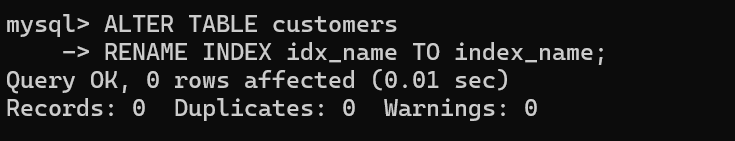 mysql> ALTER TABLE customers
    -> RENAME INDEX idx_name TO index_name;
Query OK, 0 rows affected (0.01 sec)
Records: 0  Duplicates: 0  Warnings: 0